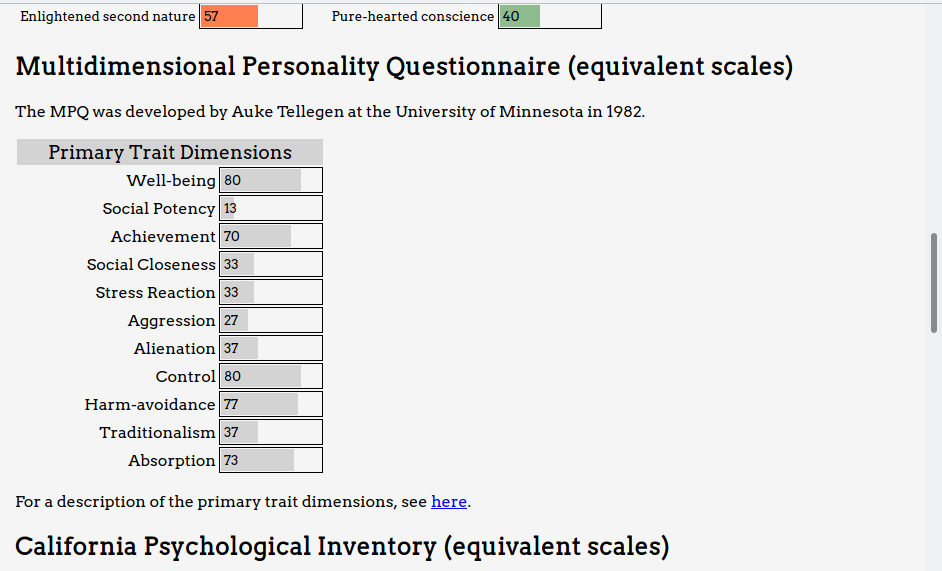 Enlightened second nature 57 Pure-hearted conscience 40
Multidimensional Personality Questionnaire (equivalent scales)
The MPQ was developed by Auke Tellegen at the University of Minnesota in 1982.
Primary Trait Dimensions
Well-being 80
Social Potency 13
Achievement 70
Social Closeness 33
Stress Reaction 33
Aggression 27
Alienation 37
Control 80
Harm-avoidance 77
Traditionalism 37
Absorption 73
For a description of the primary trait dimensions, see here.
California Psychological Inventory (equivalent scales)